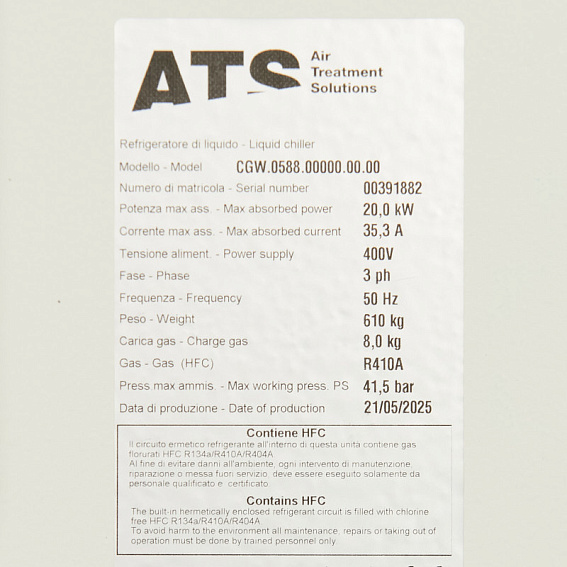 ATS
Air
Treatment
Solutions
Refrigeratore di liquido - Liquid chiller
Modello - Model CGW.0588.00000.00.00
Numero di matricola - Serial number 00391882
Potenza max ass. - Max absorbed power 20,0 kW
Corrente max ass. - Max absorbed current 35,3 A
Tensione aliment. - Power supply 400V
Fase - Phase 3 ph
Frequenza - Frequency 50 Hz
Peso - Weight 610 kg
Carica gas - Charge gas 8,0 kg
Gas - Gas (HFC) R410A
Press.max ammis. - Max working press. PS 41,5 bar
Data di produzione - Date of production 21/05/2025
Contiene HFC
Il circuito ermetico refrigerante all'interno di questa unità contiene gas
florurati HFC R134a/R410A/R404A
Al fine di evitare danni all'ambiente, ogni intervento di manutenzione,
riparazione o messa fuori servizio, deve essere eseguito solamente da
personale qualificato e certificato
Contains HFC
The built-in hermetically enclosed refrigerant circuit is filled with chlorine
free HFC R134a/R410A/R404A
To avoid harm to the environment all maintenance, repairs or taking out of
operation must be done by trained personnel only.